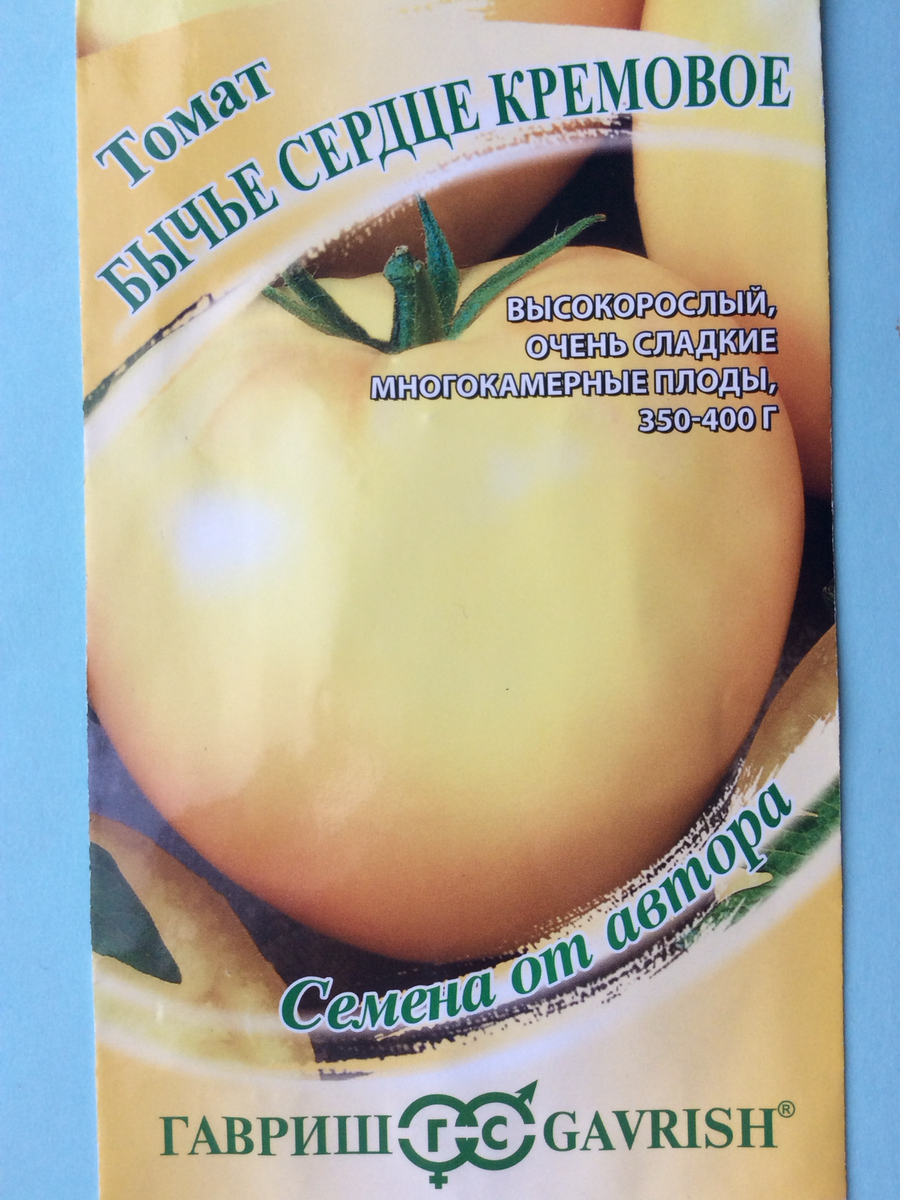 Томат
БЫЧЬЕ СЕРДЦЕ КРЕМОВОЕ
ВЫСОКОРОСЛЫЙ,
ОЧЕНЬ СЛАДКИЕ
МНОГОКАМЕРНЫЕ ПЛОДЫ,
350-400 Г
Семена от автора
ГАВРИШ ГС GAVRISH®